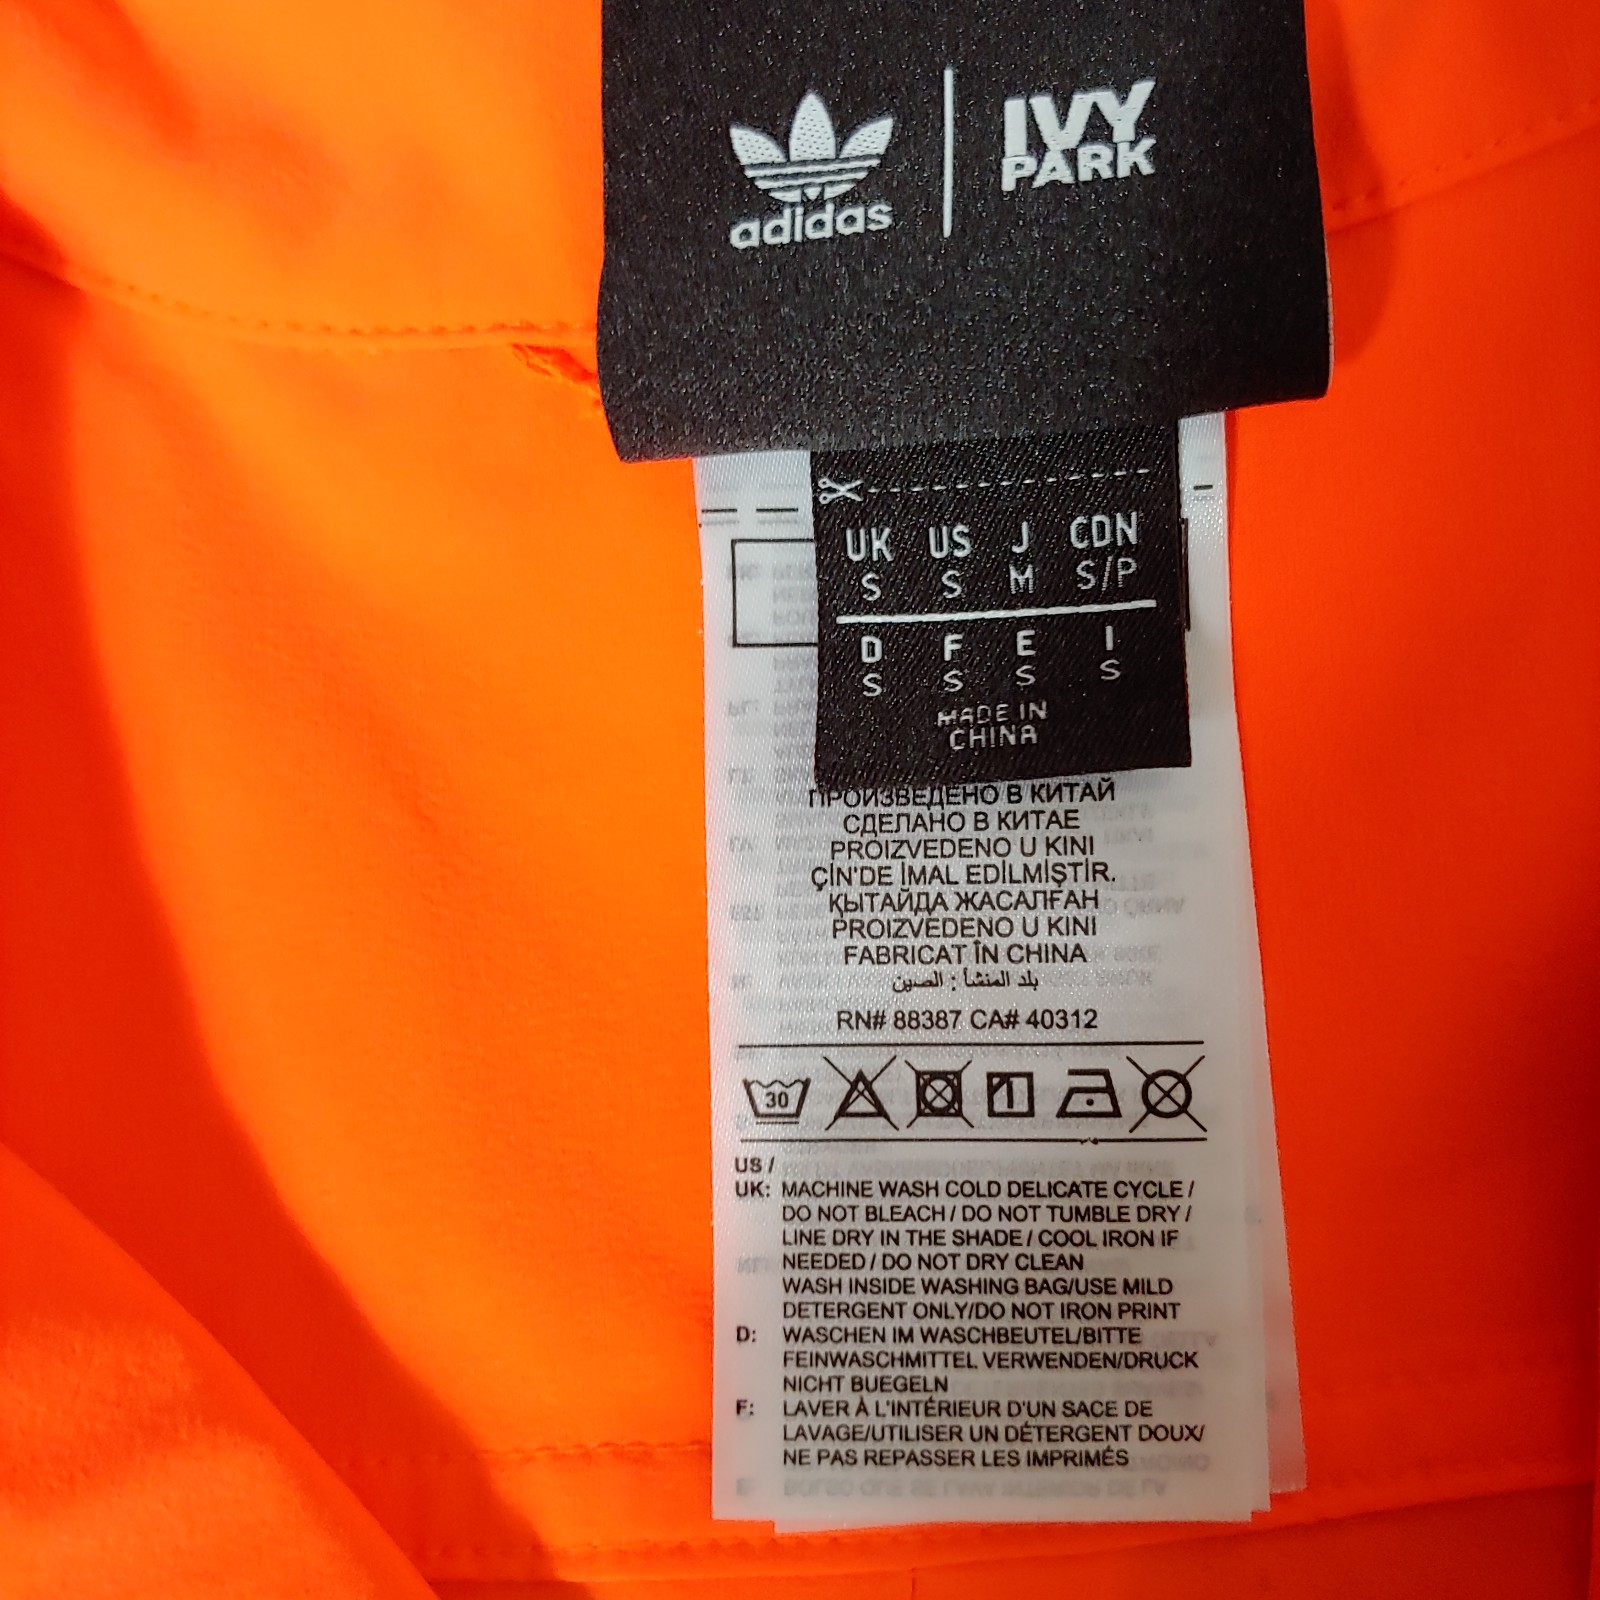 adidas
IVY
PARK
UK US J CDN
S S M S/P
D F E I
S S S S
MADE IN
CHINA
ПРОИЗВЕДЕНО В КИТАЙ
СДЕЛАНО В КИТАЕ
PROIZVEDENO U KINI
ÇİN'DE İMAL EDİLMİŞTİR.
ҚЫТАЙДА ЖАСАЛҒАН
PROIZVEDENO U KINI
FABRICAT ÎN CHINA
بلد المنشأ : الصين
RN# 88387 CA# 40312
30
1
US /
UK: MACHINE WASH COLD DELICATE CYCLE /
DO NOT BLEACH / DO NOT TUMBLE DRY /
LINE DRY IN THE SHADE / COOL IRON IF
NEEDED / DO NOT DRY CLEAN
WASH INSIDE WASHING BAG/USE MILD
DETERGENT ONLY/DO NOT IRON PRINT
D: WASCHEN IM WASCHBEUTEL/BITTE
FEINWASCHMITTEL VERWENDEN/DRUCK
NICHT BUEGELN
F: LAVER À L'INTÉRIEUR D'UN SACE DE
LAVAGE/UTILISER UN DÉTERGENT DOUX/
NE PAS REPASSER LES IMPRIMÉS